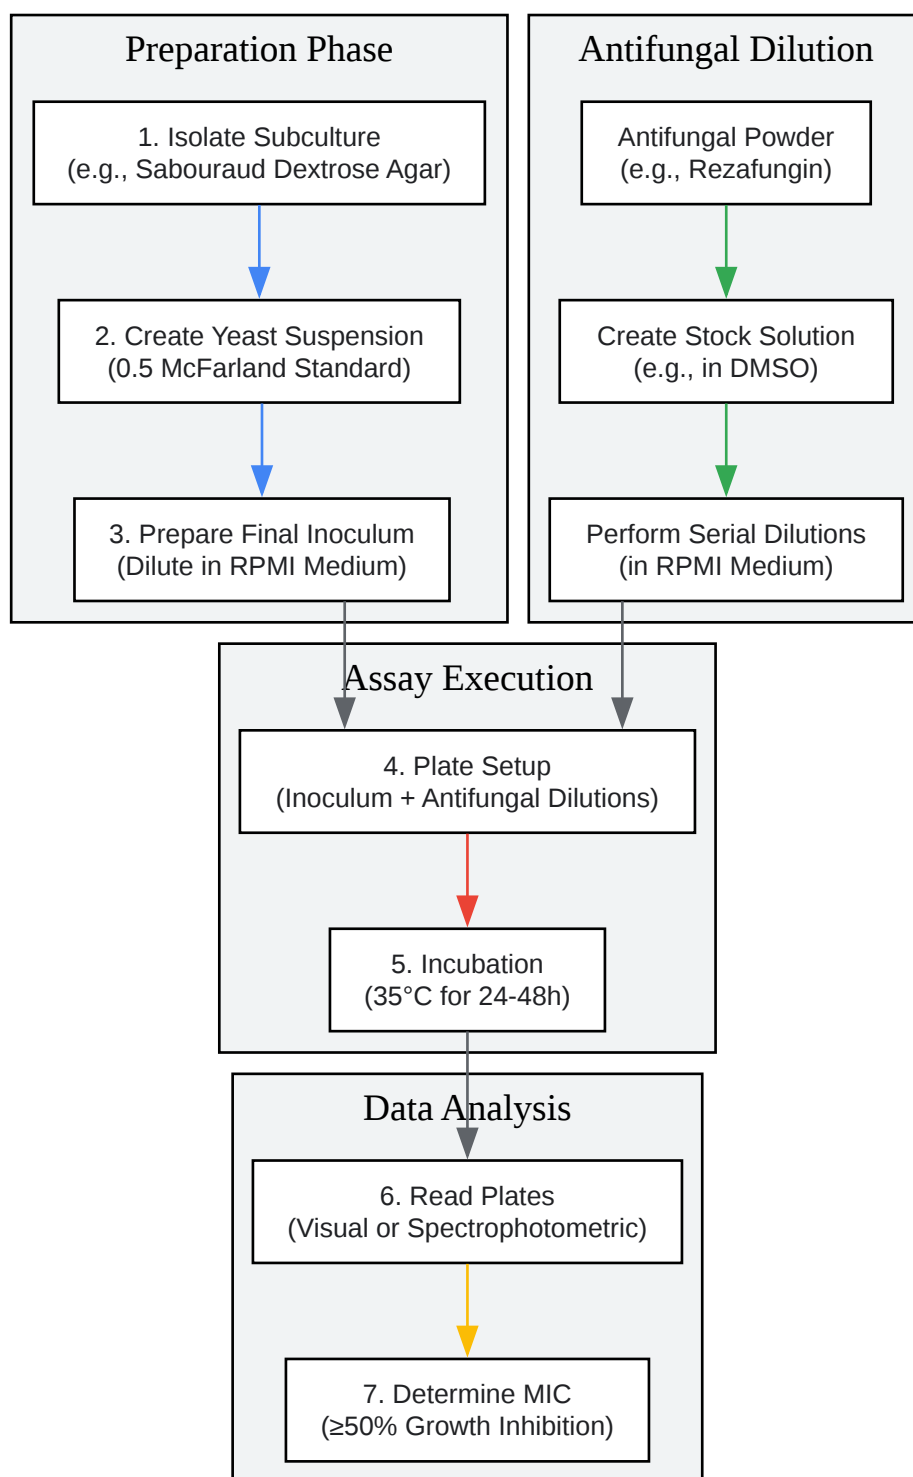 Preparation Phase
1. Isolate Subculture
(e.g., Sabouraud Dextrose Agar)
2. Create Yeast Suspension
(0.5 McFarland Standard)
3. Prepare Final Inoculum
(Dilute in RPMI Medium)
Antifungal Dilution
Antifungal Powder
(e.g., Rezafungin)
Create Stock Solution
(e.g., in DMSO)
Perform Serial Dilutions
(in RPMI Medium)
Assay Execution
4. Plate Setup
(Inoculum + Antifungal Dilutions)
5. Incubation
(35°C for 24-48h)
Data Analysis
6. Read Plates
(Visual or Spectrophotometric)
7. Determine MIC
(≥50% Growth Inhibition)